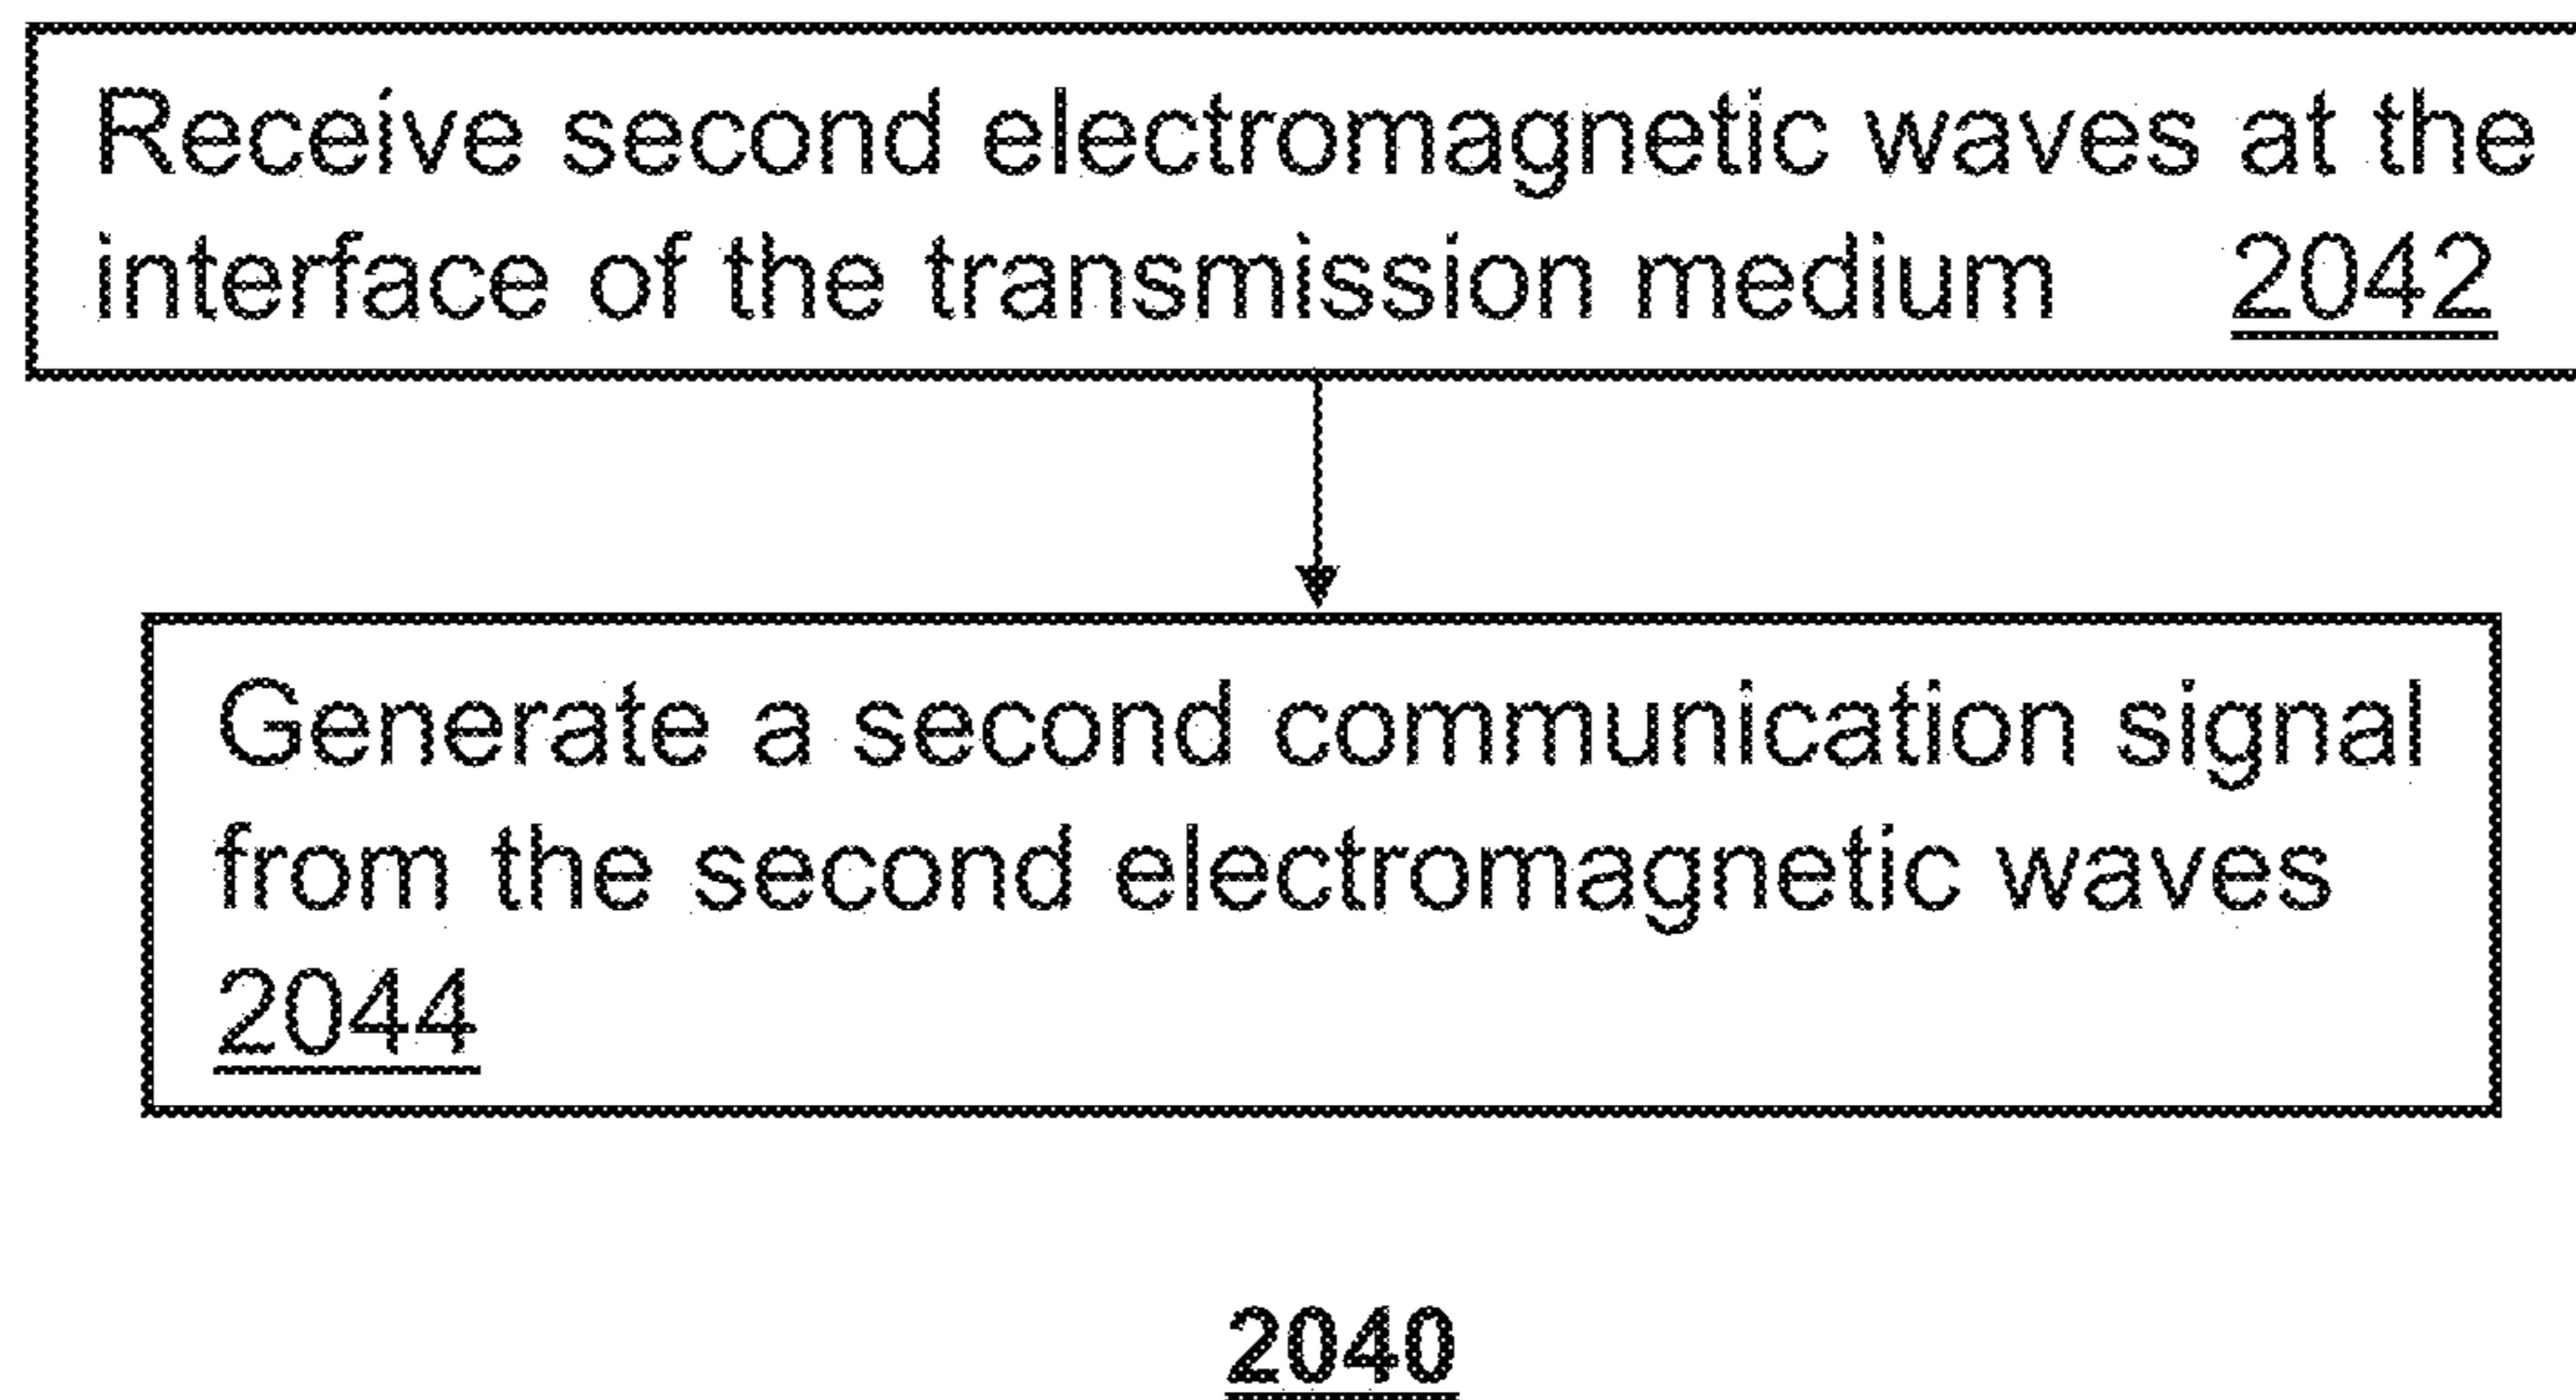 Receive second electromagnetic waves at the
interface of the transmission medium 2042
Generate a second communication signal
from the second electromagnetic waves
2044
2040